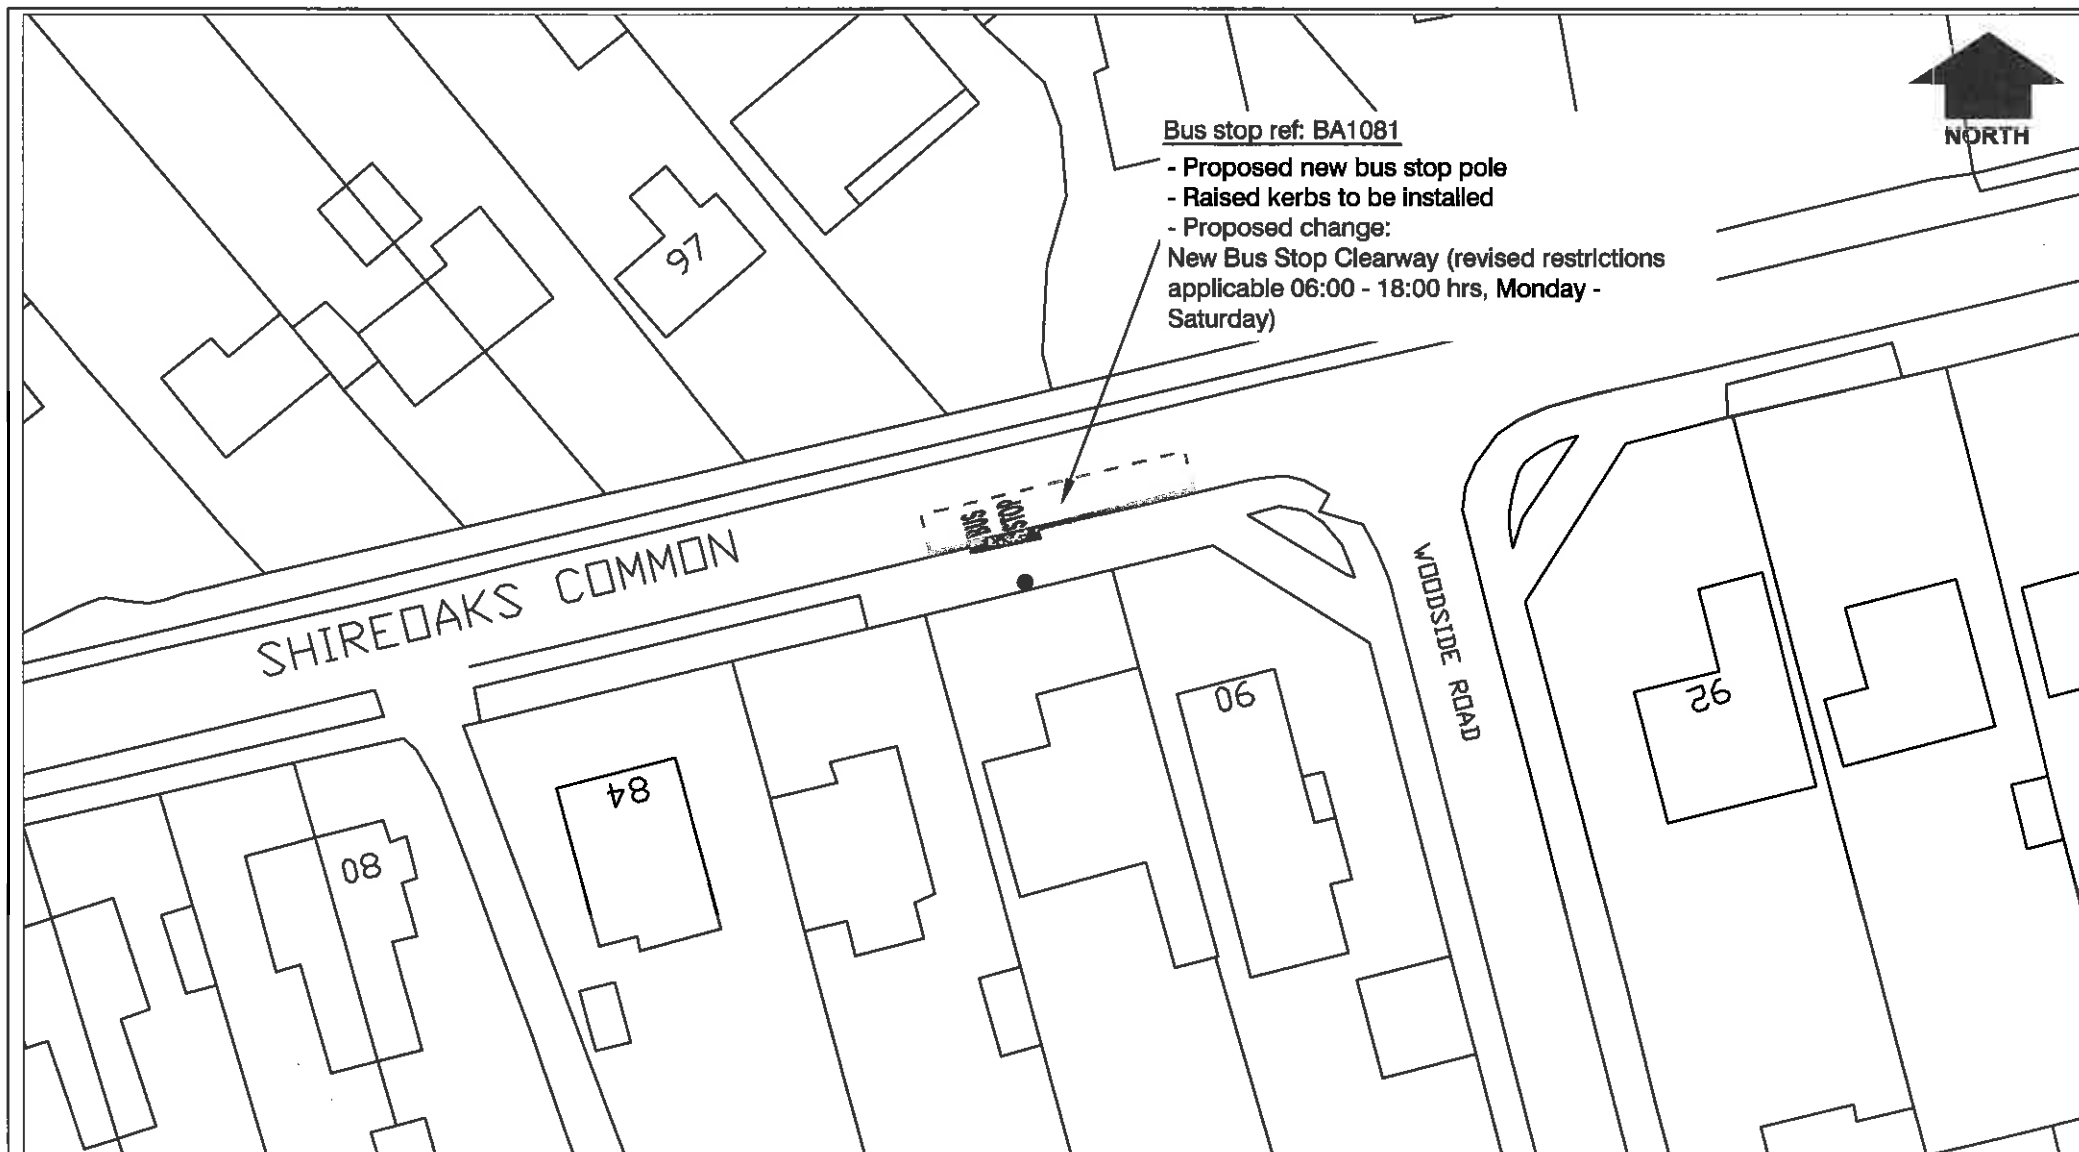 NORTH
Bus stop ref: BA1081
- Proposed new bus stop pole
- Raised kerbs to be installed
- Proposed change:
New Bus Stop Clearway (revised restrictions
applicable 06:00 - 18:00 hrs, Monday -
Saturday)
97
BUS
STOP
SHIREOAKS COMMON
WOODSIDE ROAD
90
92
84
80